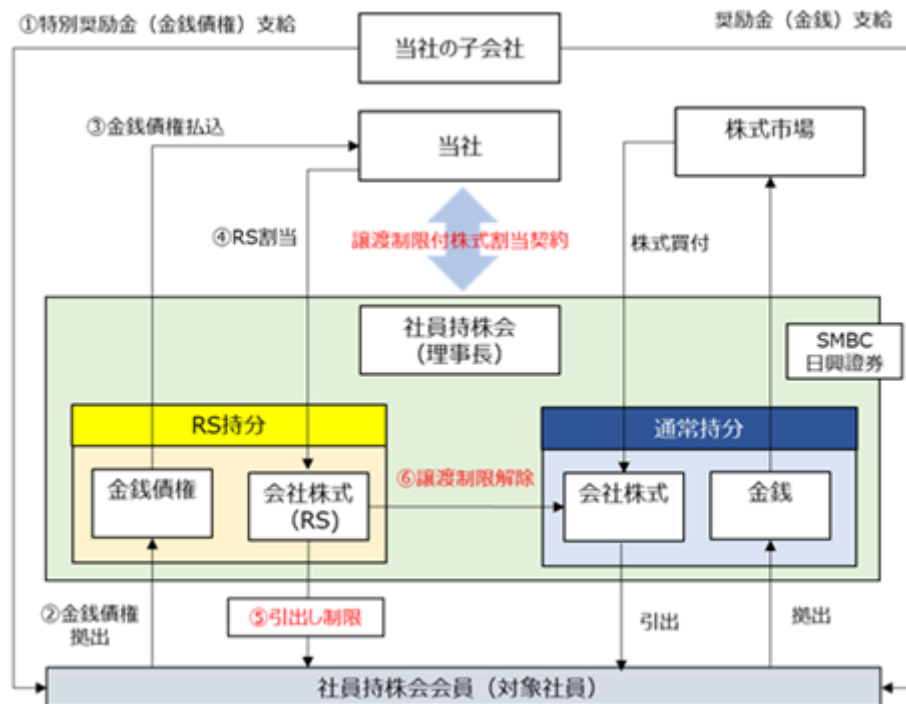 ①特別奨励金（金銭債権）支給
奨励金（金銭）支給
当社の子会社
③金銭債権払込
当社
株式市場
④RS割当
譲渡制限付株式割当契約
株式買付
社員持株会
（理事長）
SMBC
日興證券
RS持分
通常持分
金銭債権
会社株式
（RS）
⑥譲渡制限解除
会社株式
金銭
②金銭債権
拠出
⑤引出し制限
引出
拠出
社員持株会会員（対象社員）